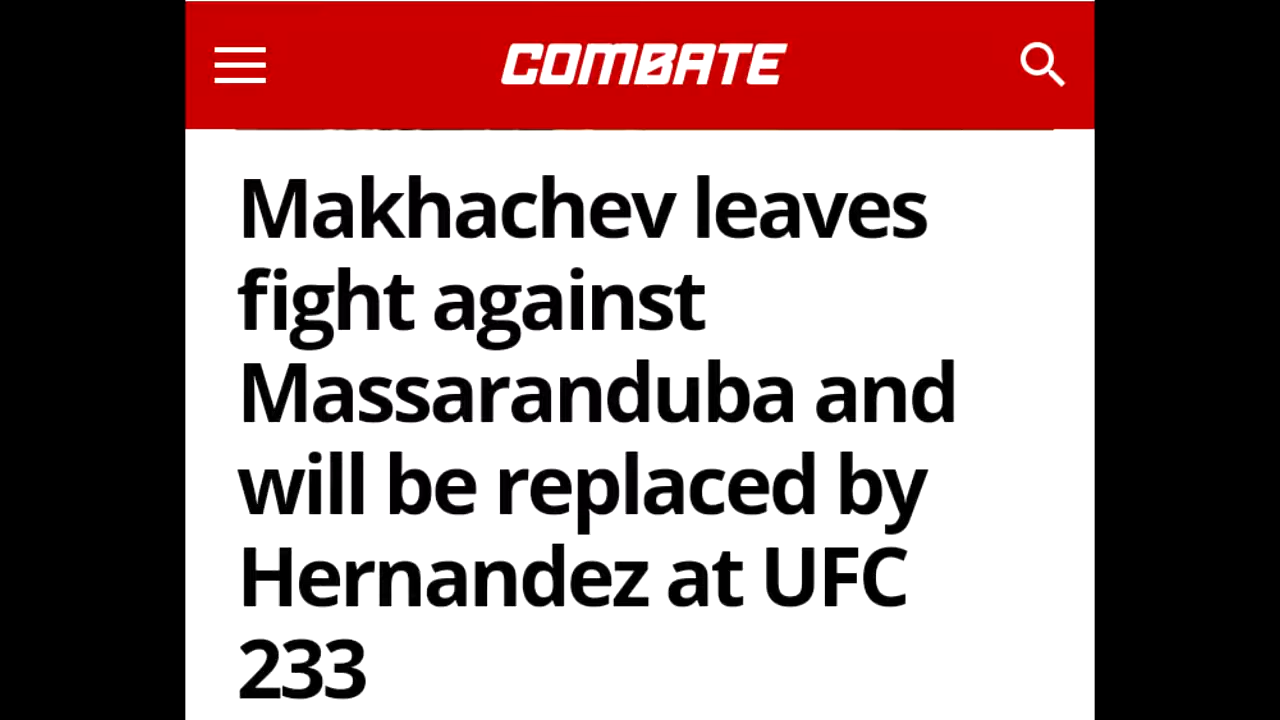 COMBATE
Makhachev leaves
fight against
Massaranduba and
will be replaced by
Hernandez at UFC
233